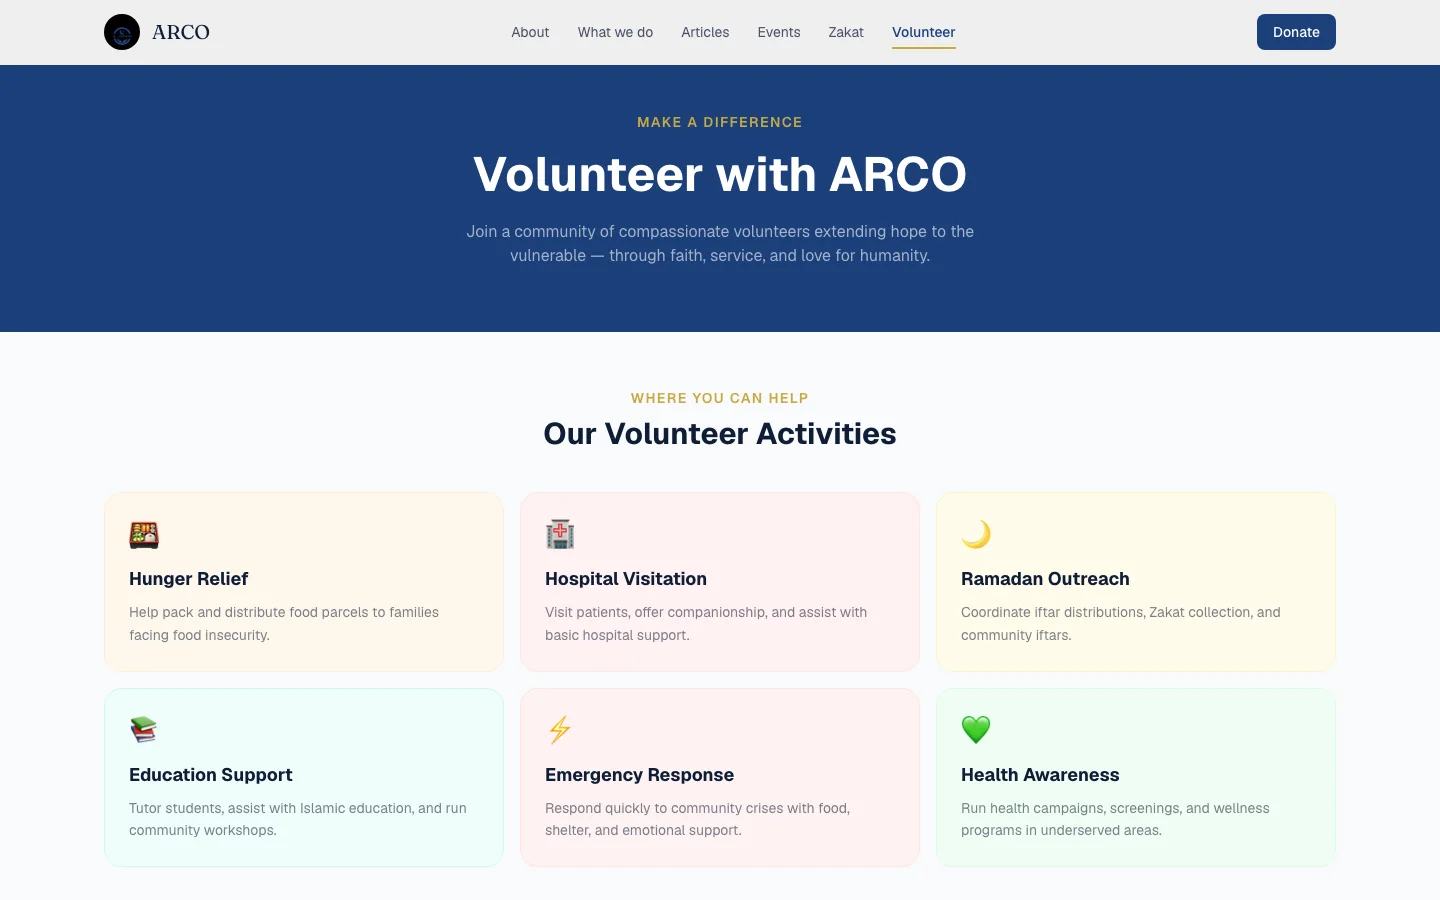 ARCO
About
What we do
Articles
Events
Zakat
Volunteer
Donate
MAKE A DIFFERENCE
Volunteer with ARCO
Join a community of compassionate volunteers extending hope to the
vulnerable — through faith, service, and love for humanity.
WHERE YOU CAN HELP
Our Volunteer Activities
Hunger Relief
Help pack and distribute food parcels to families
facing food insecurity.
Hospital Visitation
Visit patients, offer companionship, and assist with
basic hospital support.
Ramadan Outreach
Coordinate iftar distributions, Zakat collection, and
community iftars.
Education Support
Tutor students, assist with Islamic education, and run
community workshops.
Emergency Response
Respond quickly to community crises with food,
shelter, and emotional support.
Health Awareness
Run health campaigns, screenings, and wellness
programs in underserved areas.